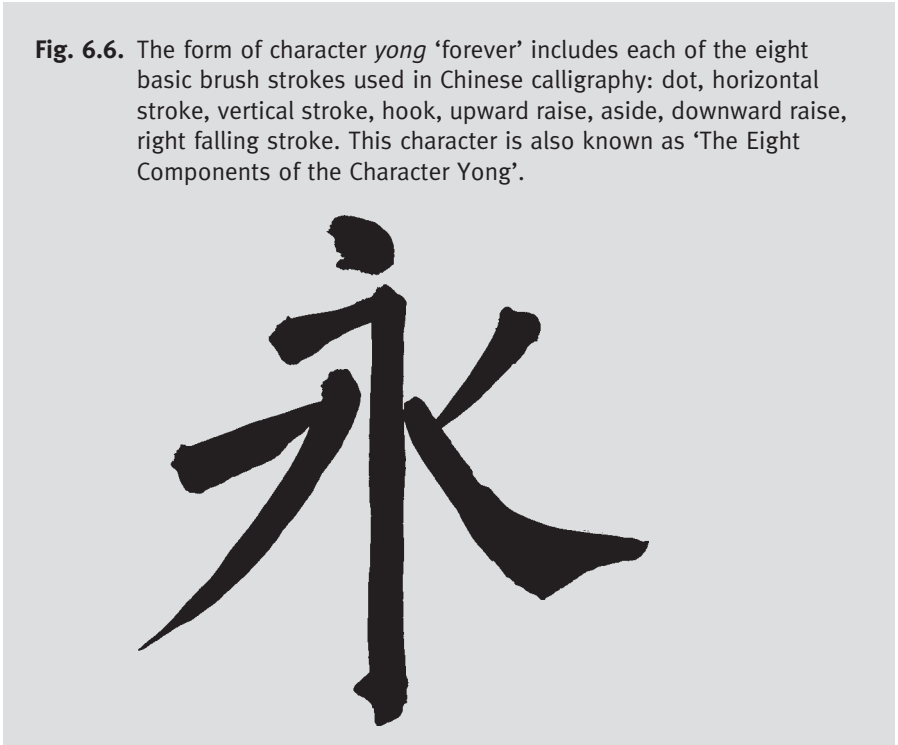 Fig. 6.6. The form of character yong ‘forever’ includes each of the eight
basic brush strokes used in Chinese calligraphy: dot, horizontal
stroke, vertical stroke, hook, upward raise, aside, downward raise,
right falling stroke. This character is also known as ‘The Eight
Components of the Character Yong’.
永